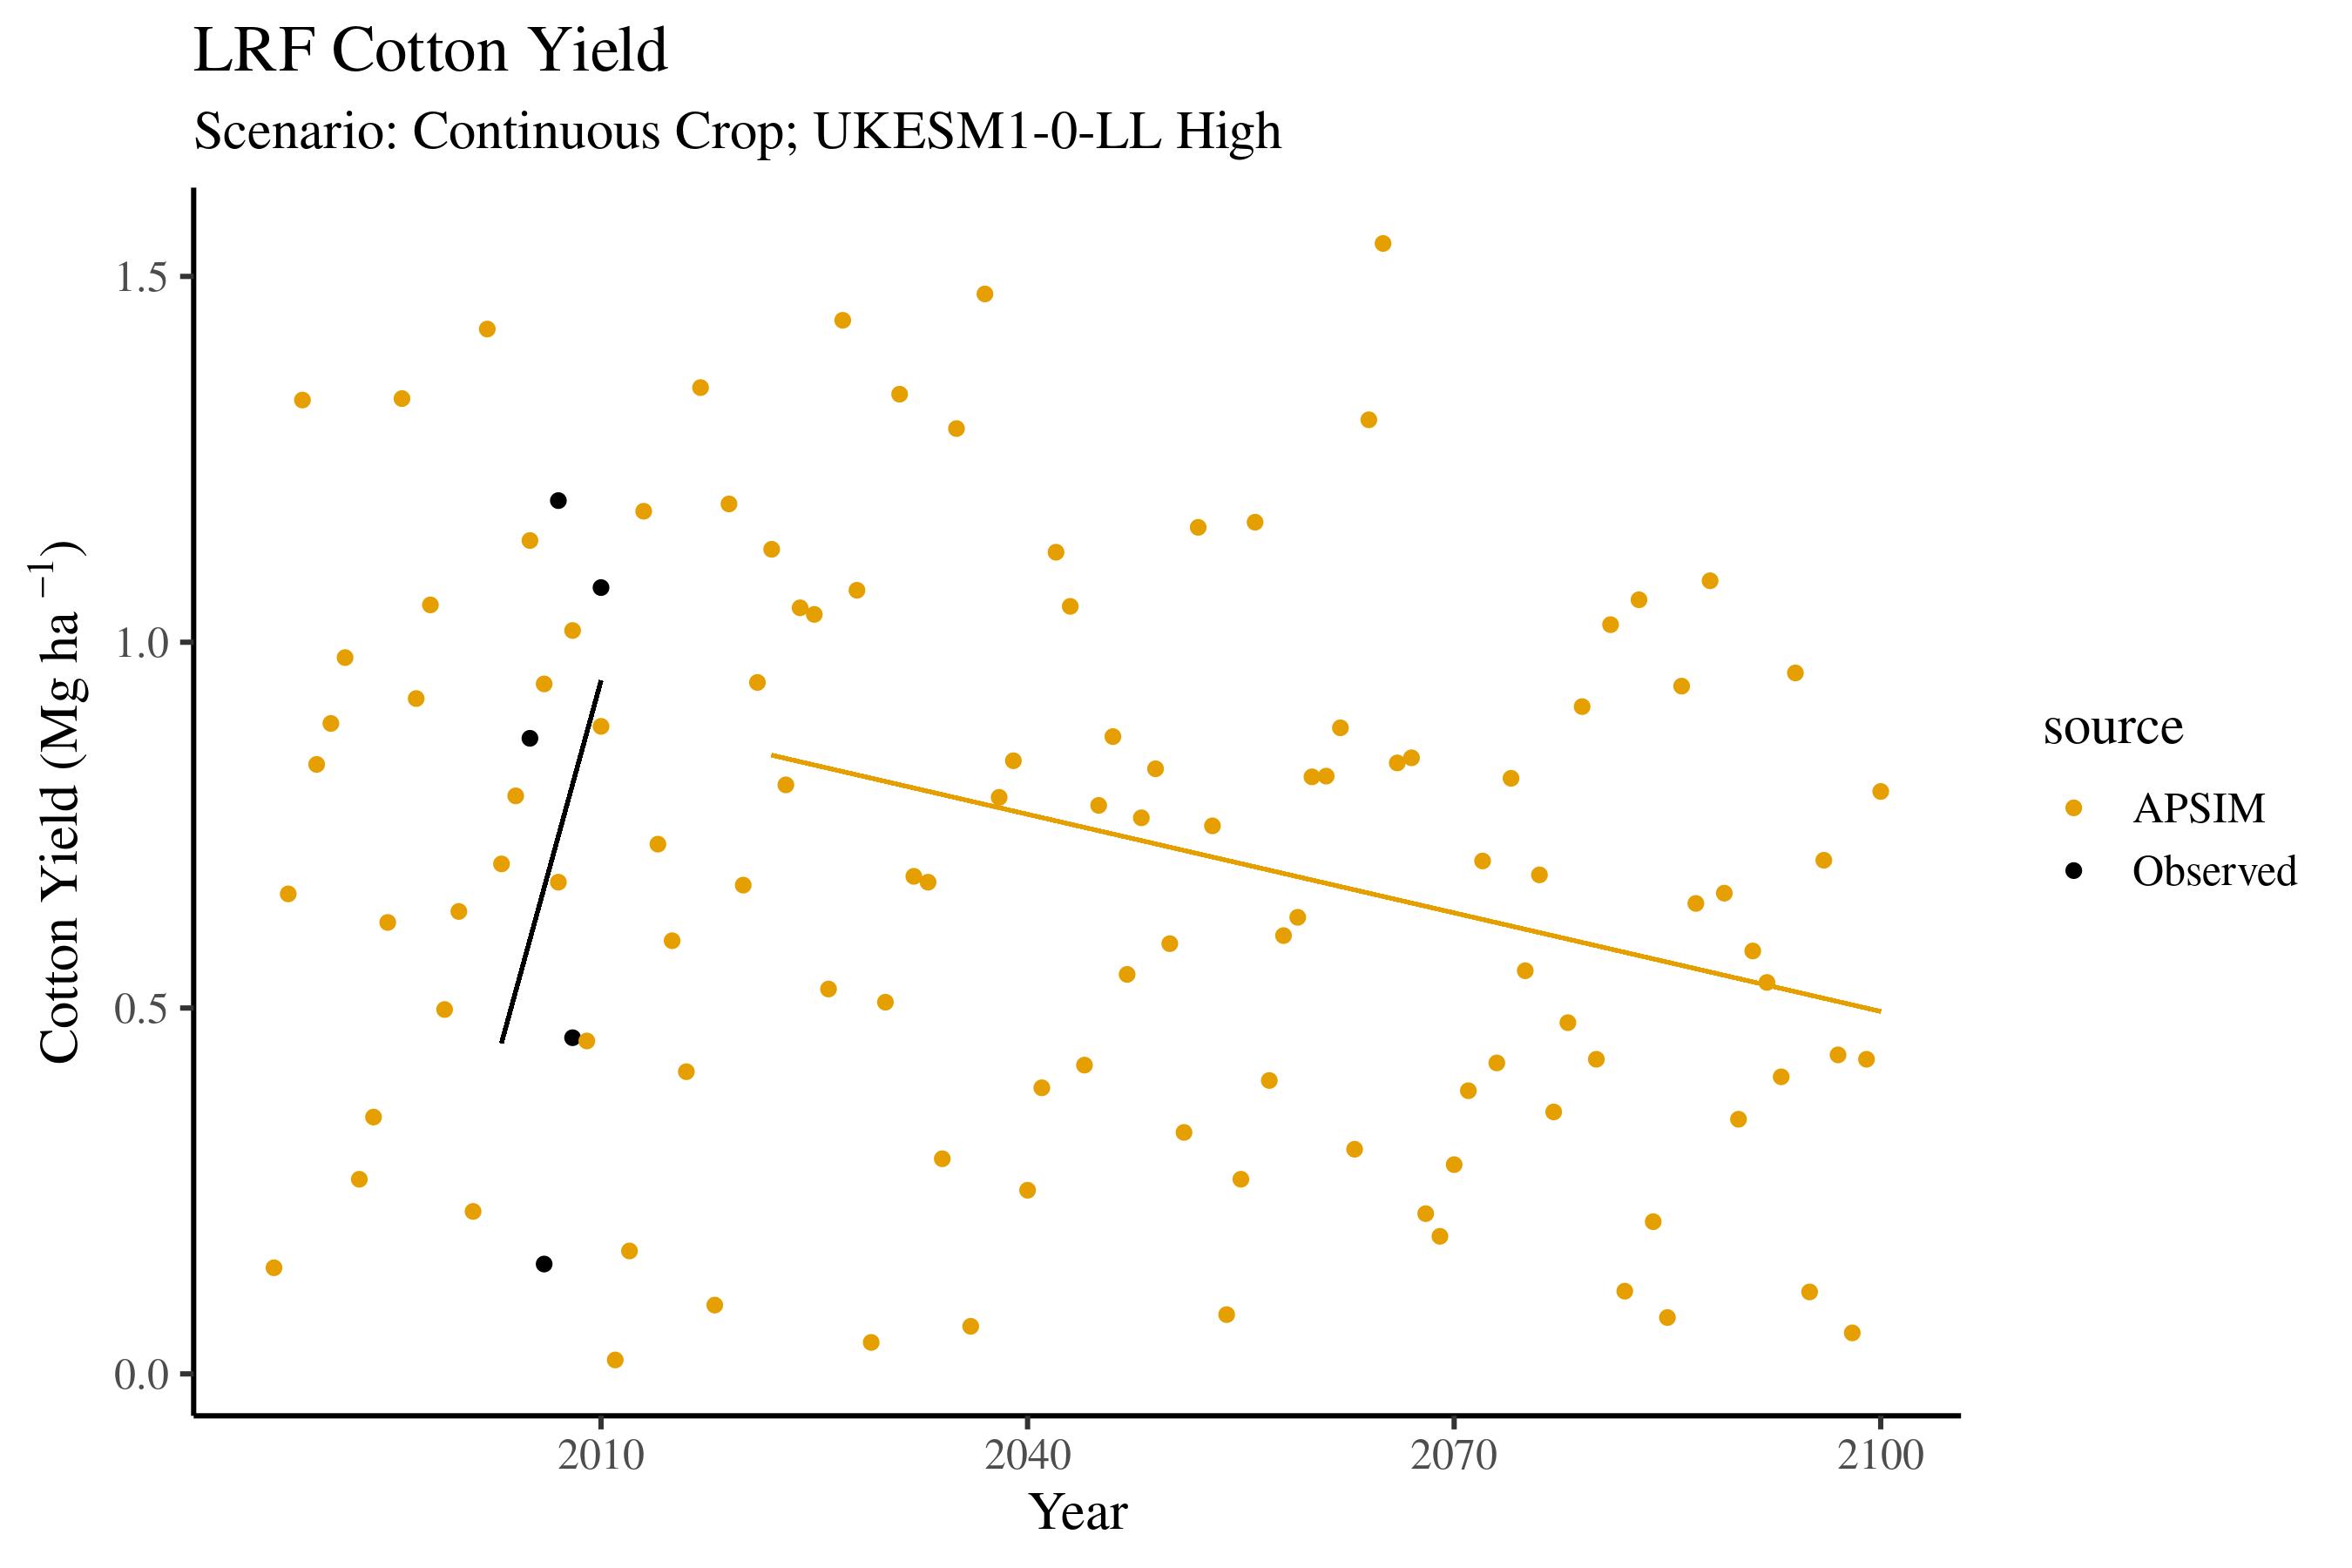 LRF Cotton Yield
Scenario: Continuous Crop; UKESM1-0-LL High
Cotton Yield (Mg ha −1)
1.5
1.0
0.5
0.0
2010 2040 2070 2100
Year
source
APSIM
Observed